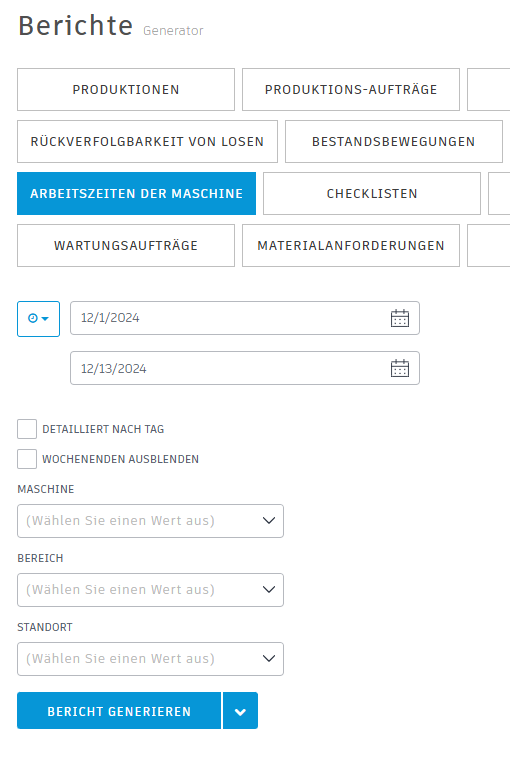 Berichte Generator
PRODUKTIONEN PRODUKTIONS-AUFTRÄGE
RÜCKVERFOLGBARKEIT VON LOSEN BESTANDSBEWEGUNGEN
ARBEITSZEITEN DER MASCHINE CHECKLISTEN
WARTUNGSAUFTRÄGE MATERIALANFORDERUNGEN
12/1/2024
12/13/2024
DETAILLIERT NACH TAG
WOCHENENDEN AUSBLENDEN
MASCHINE
(Wählen Sie einen Wert aus)
BEREICH
(Wählen Sie einen Wert aus)
STANDORT
(Wählen Sie einen Wert aus)
BERICHT GENERIEREN